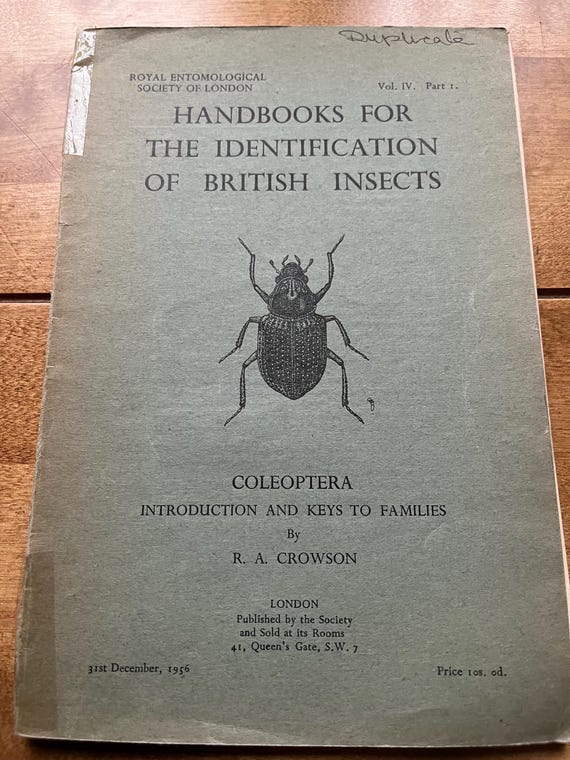 Duplicate
ROYAL ENTOMOLOGICAL
SOCIETY OF LONDON
Vol. IV. Part 1.
HANDBOOKS FOR
THE IDENTIFICATION
OF BRITISH INSECTS
COLEOPTERA
INTRODUCTION AND KEYS TO FAMILIES
By
R. A. CROWSON
LONDON
Published by the Society
and Sold at its Rooms
41, Queen's Gate, S.W. 7
31st December, 1956
Price 10s. 0d.